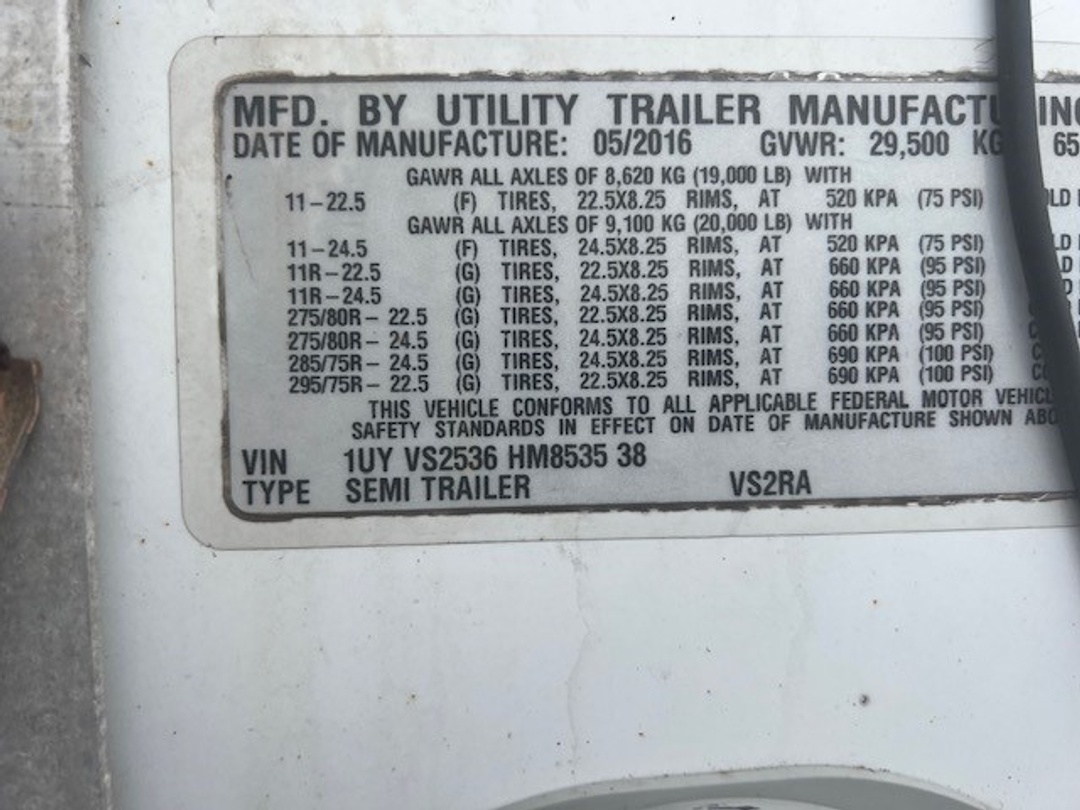 MFD. BY UTILITY TRAILER MANUFACTU ING
DATE OF MANUFACTURE: 05/2016 GVWR: 29,500 KG 65
GAWR ALL AXLES OF 8,620 KG (19,000 LB) WITH
11-22.5 (F) TIRES, 22.5X8.25 RIMS, AT 520 KPA (75 PSI)
GAWR ALL AXLES OF 9,100 KG (20,000 LB) WITH
11-24.5 (F) TIRES, 24.5X8.25 RIMS, AT 520 KPA (75 PSI)
11R-22.5 (G) TIRES, 22.5X8.25 RIMS, AT 660 KPA (95 PSI)
11R-24.5 (G) TIRES, 24.5X8.25 RIMS, AT 660 KPA (95 PSI)
275/80R- 22.5 (G) TIRES, 22.5X8.25 RIMS, AT 660 KPA (95 PSI)
275/80R- 24.5 (G) TIRES, 24.5X8.25 RIMS, AT 660 KPA (95 PSI)
285/75R- 24.5 (G) TIRES, 24.5X8.25 RIMS, AT 690 KPA (100 PSI)
295/75R- 22.5 (G) TIRES, 22.5X8.25 RIMS, AT 690 KPA (100 PSI)
THIS VEHICLE CONFORMS TO ALL APPLICABLE FEDERAL MOTOR VEHICL
SAFETY STANDARDS IN EFFECT ON DATE OF MANUFACTURE SHOWN ABO
VIN 1UY VS2536 HM8535 38
TYPE SEMI TRAILER VS2RA